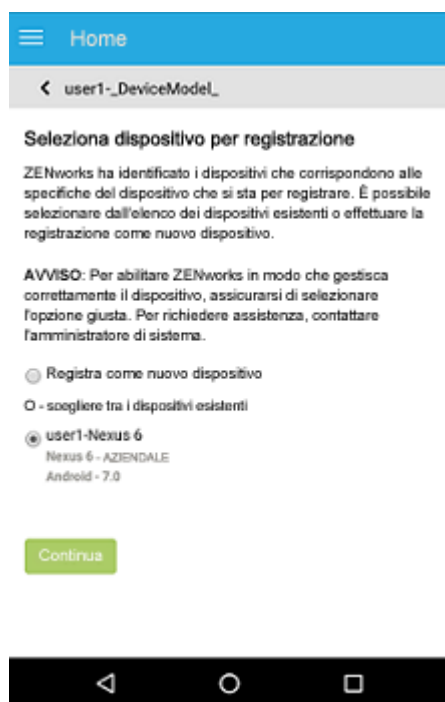 Home
user1-_DeviceModel_
Seleziona dispositivo per registrazione
ZENworks ha identificato i dispositivi che corrispondono alle
specifiche del dispositivo che si sta per registrare. È possibile
selezionare dall'elenco dei dispositivi esistenti o effettuare la
registrazione come nuovo dispositivo.
AVVISO: Per abilitare ZENworks in modo che gestisca
correttamente il dispositivo, assicurarsi di selezionare
l'opzione giusta. Per richiedere assistenza, contattare
l'amministratore di sistema.
Registra come nuovo dispositivo
O - scegliere tra i dispositivi esistenti
user1-Nexus 6
Nexus 6 - AZIENDALE
Android - 7.0
Continua